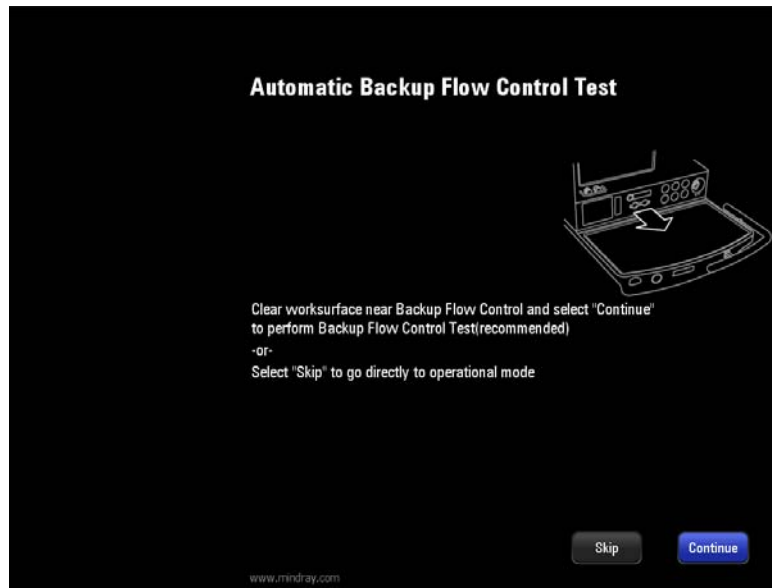 Automatic Backup Flow Control Test
Clear worksurface near Backup Flow Control and select "Continue"
to perform Backup Flow Control Test(recommended)
-or-
Select "Skip" to go directly to operational mode
Skip
Continue
www.mindray.com